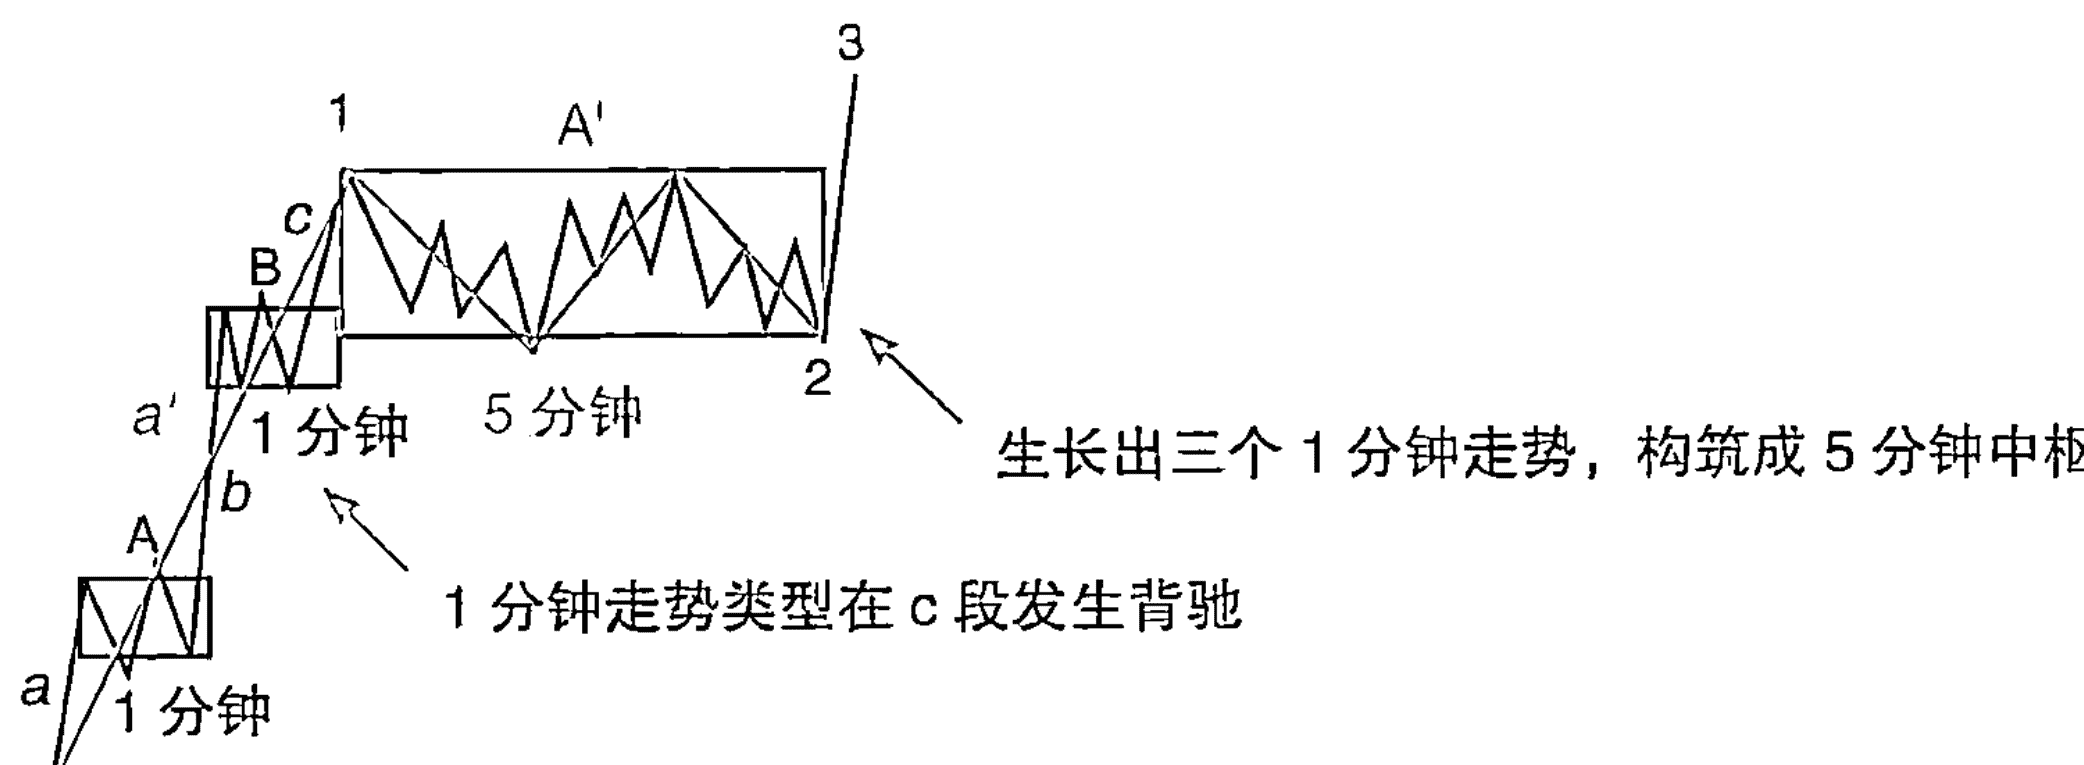 3
1
A'
c
B
2
a'
1 分钟
5 分钟
生长出三个 1 分钟走势，构筑成 5 分钟中枢
b
A
1 分钟走势类型在 c 段发生背驰
a
1 分钟